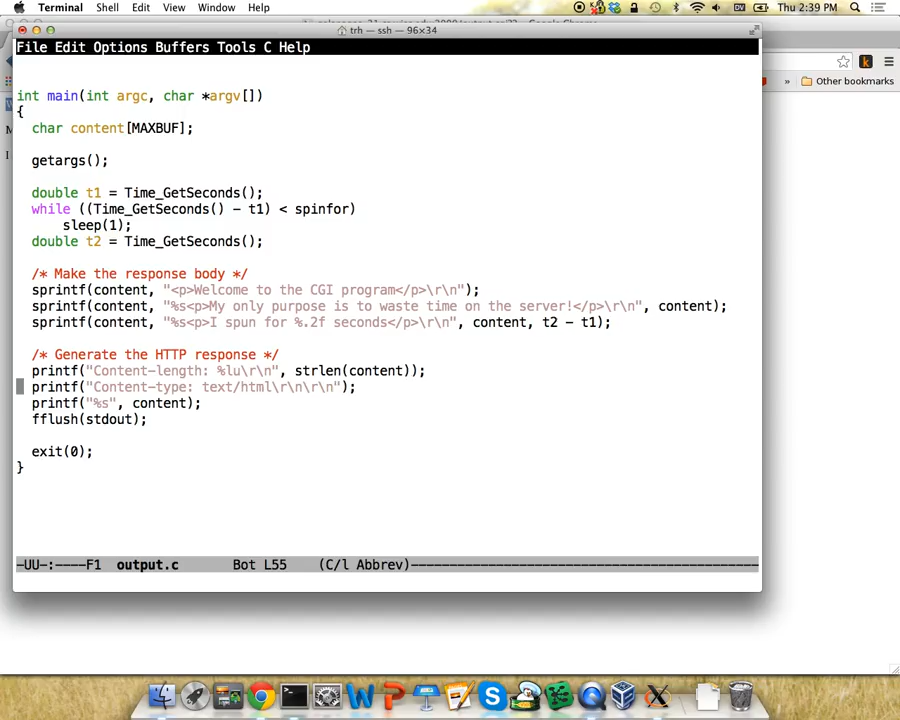 Terminal Shell Edit View Window Help Thu 2:39 PM
trh — ssh — 96×34
File Edit Options Buffers Tools C Help
» Other bookmarks
int main(int argc, char *argv[])
{
char content[MAXBUF];
getargs();
double t1 = Time_GetSeconds();
while ((Time_GetSeconds() - t1) < spinfor)
sleep(1);
double t2 = Time_GetSeconds();
/* Make the response body */
sprintf(content, "<p>Welcome to the CGI program</p>\r\n");
sprintf(content, "%s<p>My only purpose is to waste time on the server!</p>\r\n", content);
sprintf(content, "%s<p>I spun for %.2f seconds</p>\r\n", content, t2 - t1);
/* Generate the HTTP response */
printf("Content-length: %lu\r\n", strlen(content));
printf("Content-type: text/html\r\n\r\n");
printf("%s", content);
fflush(stdout);
exit(0);
}
-UU-:----F1 output.c Bot L55 (C/l Abbrev)